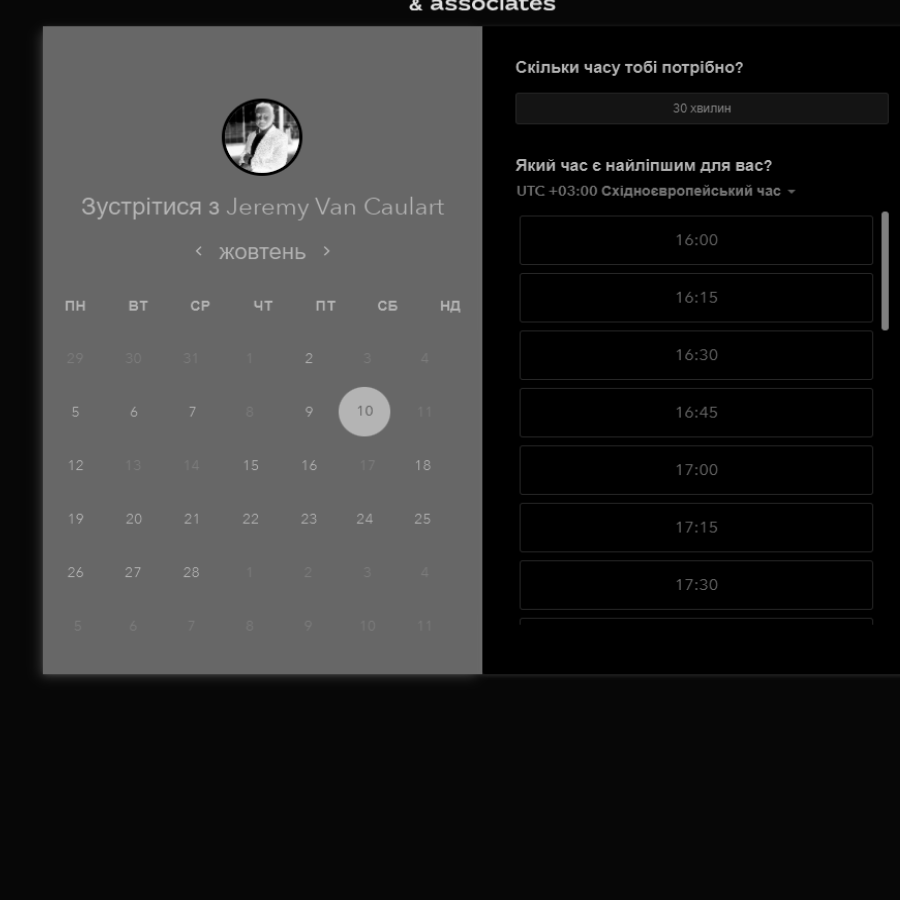 & associates
Зустрітися з Jeremy Van Caulart
жовтень
ПН ВТ СР ЧТ ПТ СБ НД
29 30 31 1 2 3 4
5 6 7 8 9 10 11
12 13 14 15 16 17 18
19 20 21 22 23 24 25
26 27 28 1 2 3 4
5 6 7 8 9 10 11
Скільки часу тобі потрібно?
30 хвилин
Який час є найліпшим для вас?
UTC +03:00 Східноєвропейський час
16:00
16:15
16:30
16:45
17:00
17:15
17:30